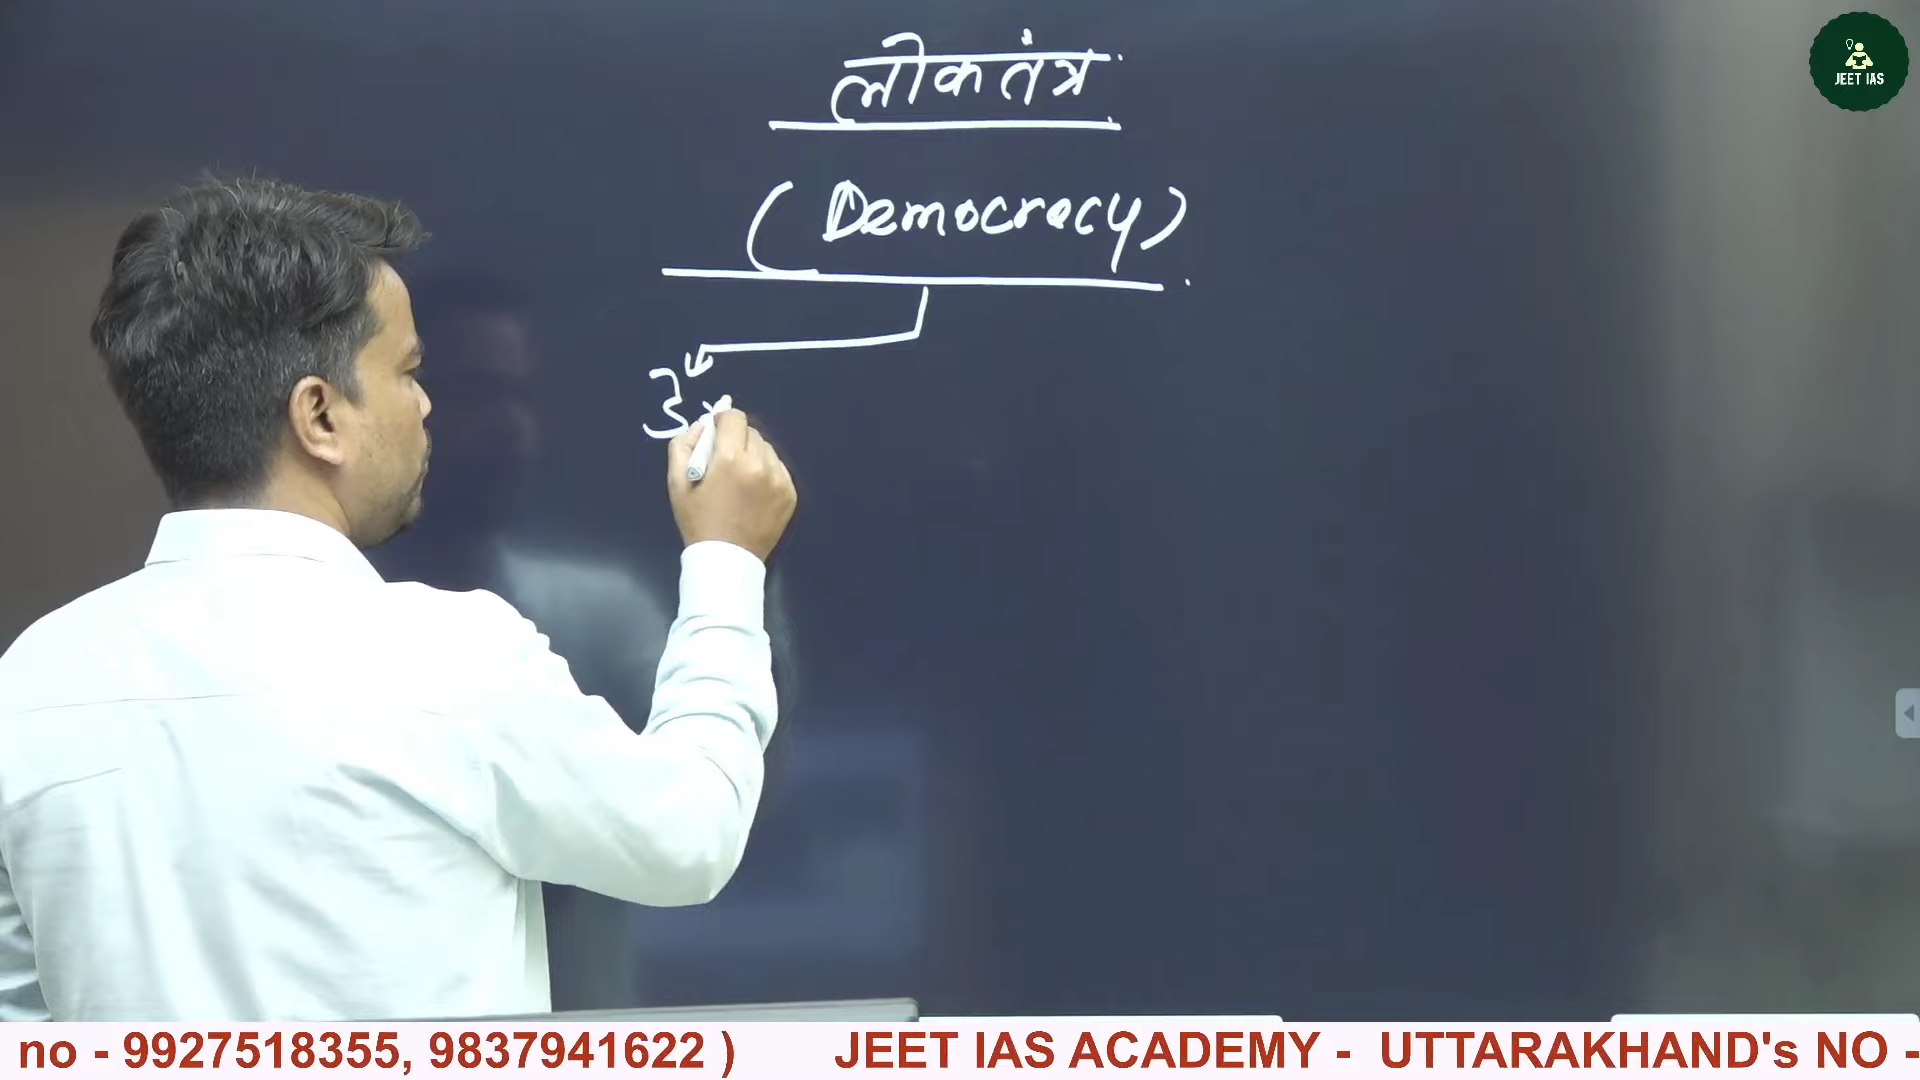 लोकतंत्र
(Democracy)
JEET IAS
no - 9927518355, 9837941622 ) JEET IAS ACADEMY - UTTARAKHAND's NO -